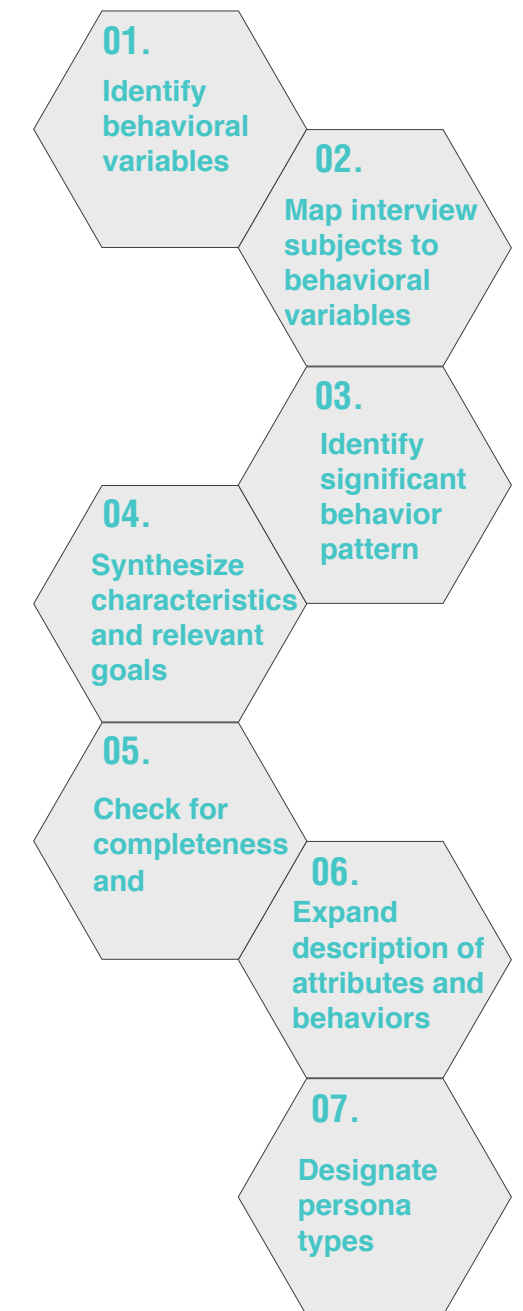 01.
Identify
behavioral
variables
02.
Map interview
subjects to
behavioral
variables
03.
Identify
significant
behavior
pattern
04.
Synthesize
characteristics
and relevant
goals
05.
Check for
completeness
and
06.
Expand
description of
attributes and
behaviors
07.
Designate
persona
types